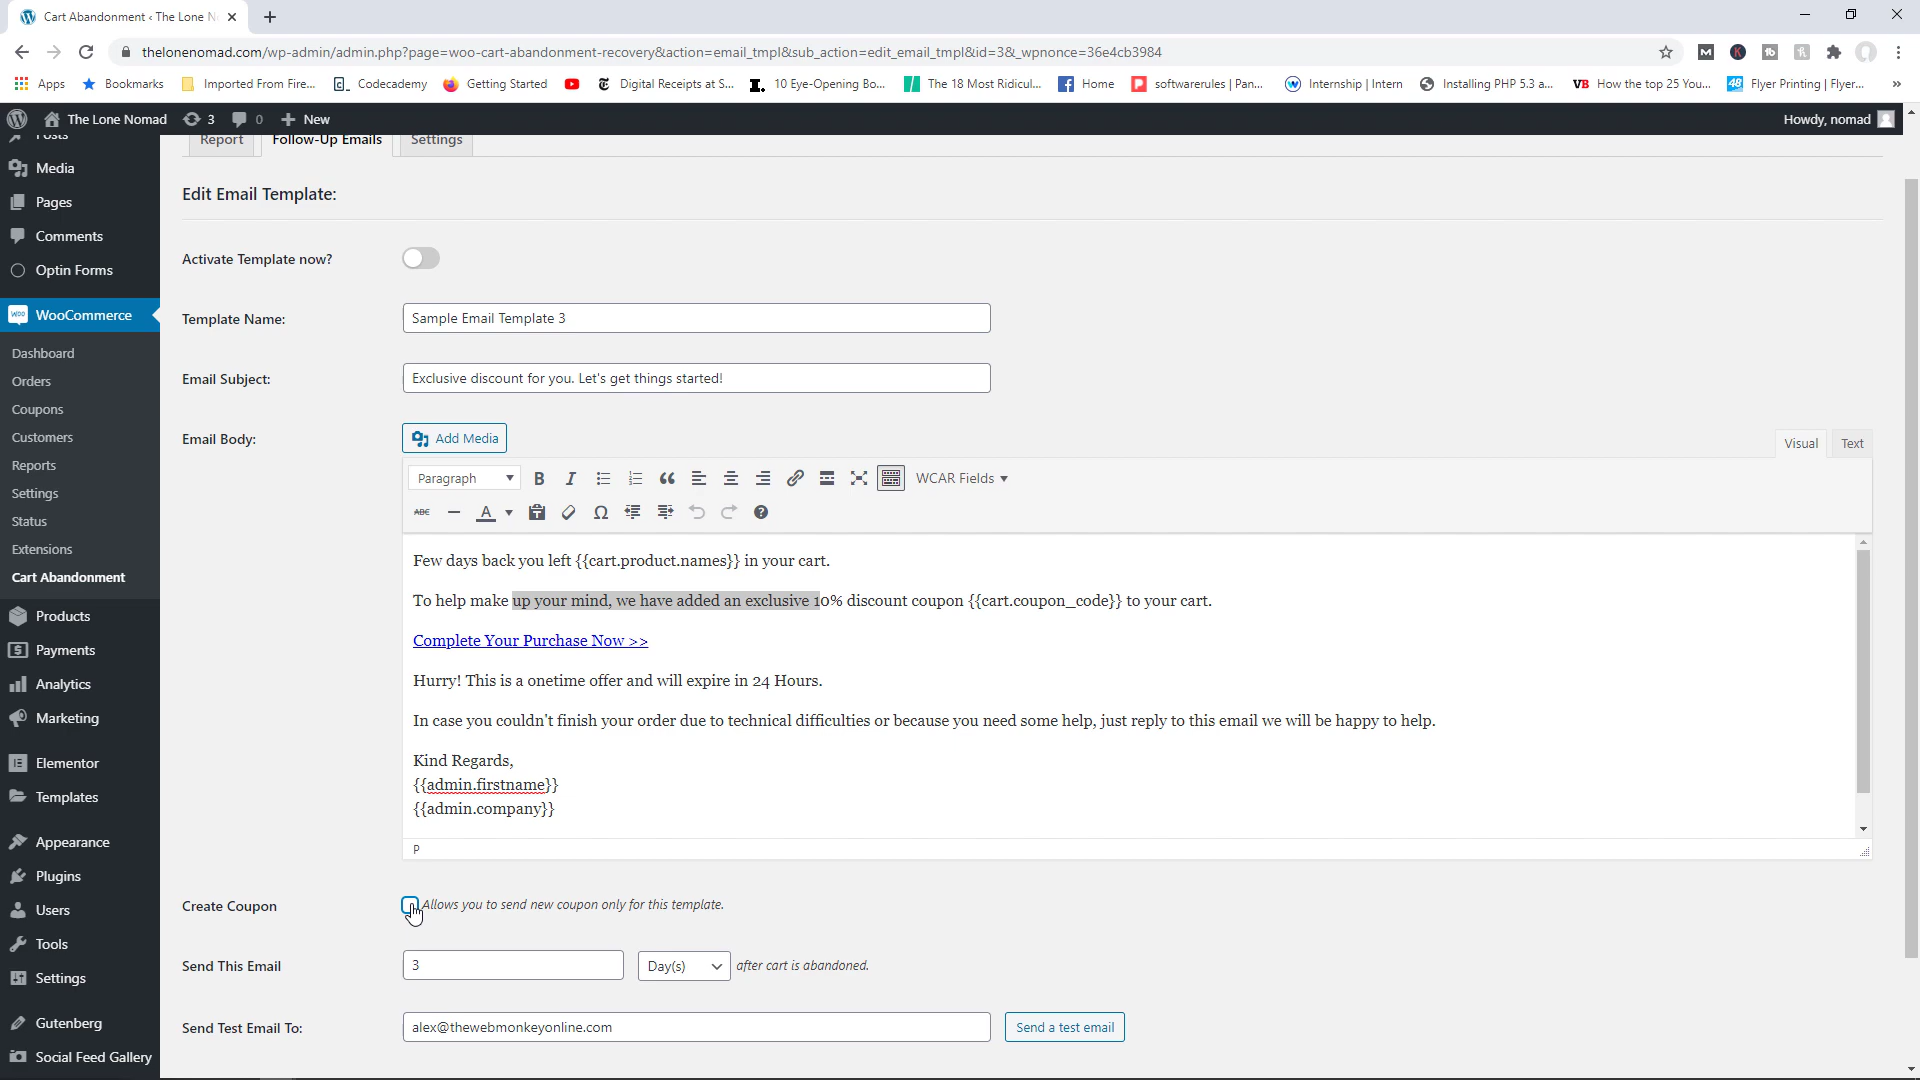 Cart Abandonment ‹ The Lone N
thelonenomad.com/wp-admin/admin.php?page=woo-cart-abandonment-recovery&action=email_tmpl&sub_action=edit_email_tmpl&id=3&_wpnonce=36e4cb3984
Apps Bookmarks Imported From Fire... Codecademy Getting Started Digital Receipts at S... 10 Eye-Opening Bo... The 18 Most Ridicul... Home softwarerules | Pan... Internship | Intern Installing PHP 5.3 a... VB How the top 25 You... 48 Flyer Printing | Flyer... »
The Lone Nomad 3 0 New Howdy, nomad
Posts
Media
Pages
Comments
Optin Forms
WooCommerce
Dashboard
Orders
Coupons
Customers
Reports
Settings
Status
Extensions
Cart Abandonment
Products
Payments
Analytics
Marketing
Elementor
Templates
Appearance
Plugins
Users
Tools
Settings
Gutenberg
Social Feed Gallery
Report Follow-Up Emails Settings
Edit Email Template:
Activate Template now?
Template Name: Sample Email Template 3
Email Subject: Exclusive discount for you. Let's get things started!
Email Body: Add Media Visual Text
Paragraph B I WCAR Fields
ABC A
Few days back you left {{cart.product.names}} in your cart.
To help make up your mind, we have added an exclusive 10% discount coupon {{cart.coupon_code}} to your cart.
Complete Your Purchase Now >>
Hurry! This is a onetime offer and will expire in 24 Hours.
In case you couldn't finish your order due to technical difficulties or because you need some help, just reply to this email we will be happy to help.
Kind Regards,
{{admin.firstname}}
{{admin.company}}
P
Create Coupon Allows you to send new coupon only for this template.
Send This Email 3 Day(s) after cart is abandoned.
Send Test Email To: alex@thewebmonkeyonline.com Send a test email